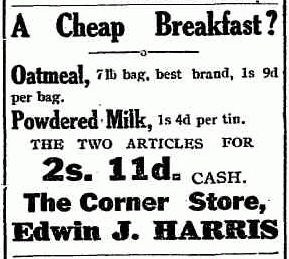 A Cheap Breakfast?
Oatmeal, 7lb bag, best brand, 1s 9d
per bag.
Powdered Milk, 1s 4d per tin.
THE TWO ARTICLES FOR
2s. 11d. CASH.
The Corner Store,
Edwin J. HARRIS